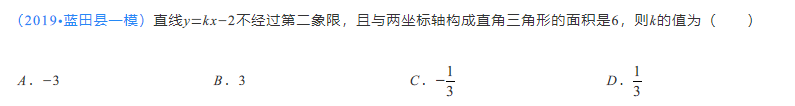 (2019•蓝田县一模）直线y=kx−2不经过第二象限，且与两坐标轴构成直角三角形的面积是6，则k的值为（　　）
A．−3　　B．3　　C．−1/3　　D．1/3